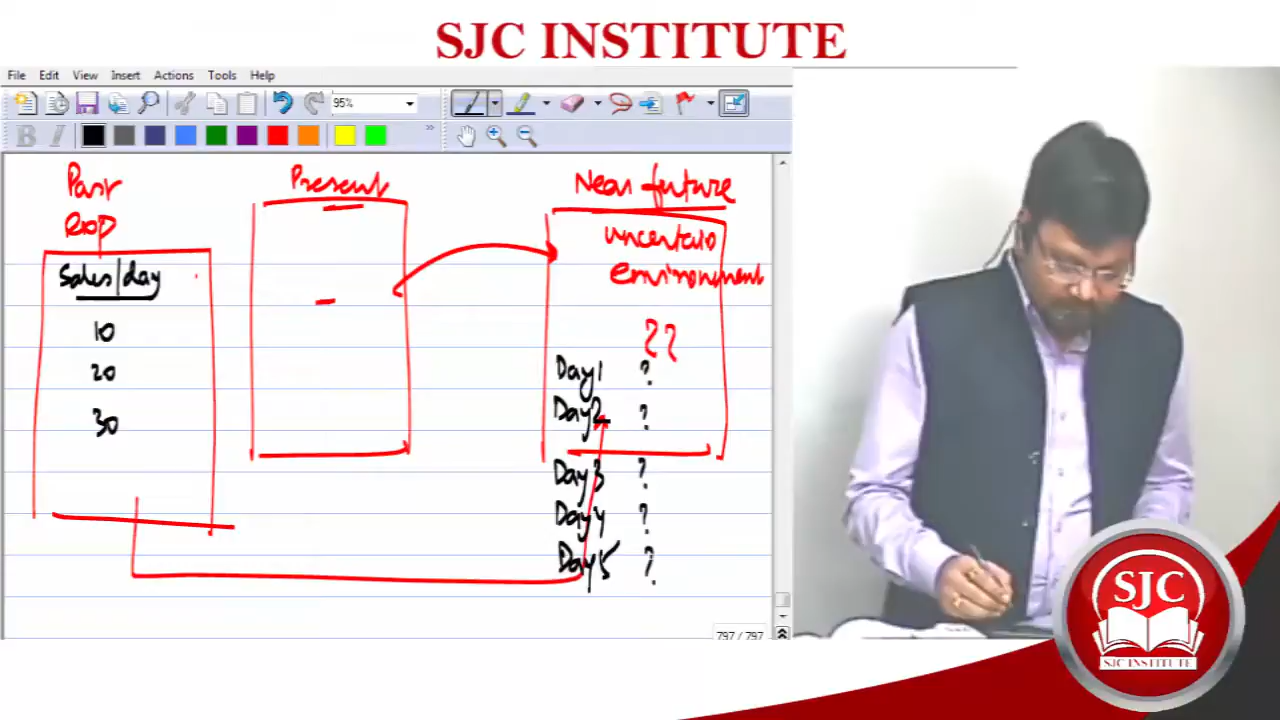 SJC INSTITUTE
File Edit View Insert Actions Tools Help
95%
B I
Past
Present
Near future
Sales/day
10
20
30
uncertain
environment
??
Day1 ?
Day2 ?
Day3 ?
Day4 ?
Day5 ?
797 / 797
SJC
SJC INSTITUTE